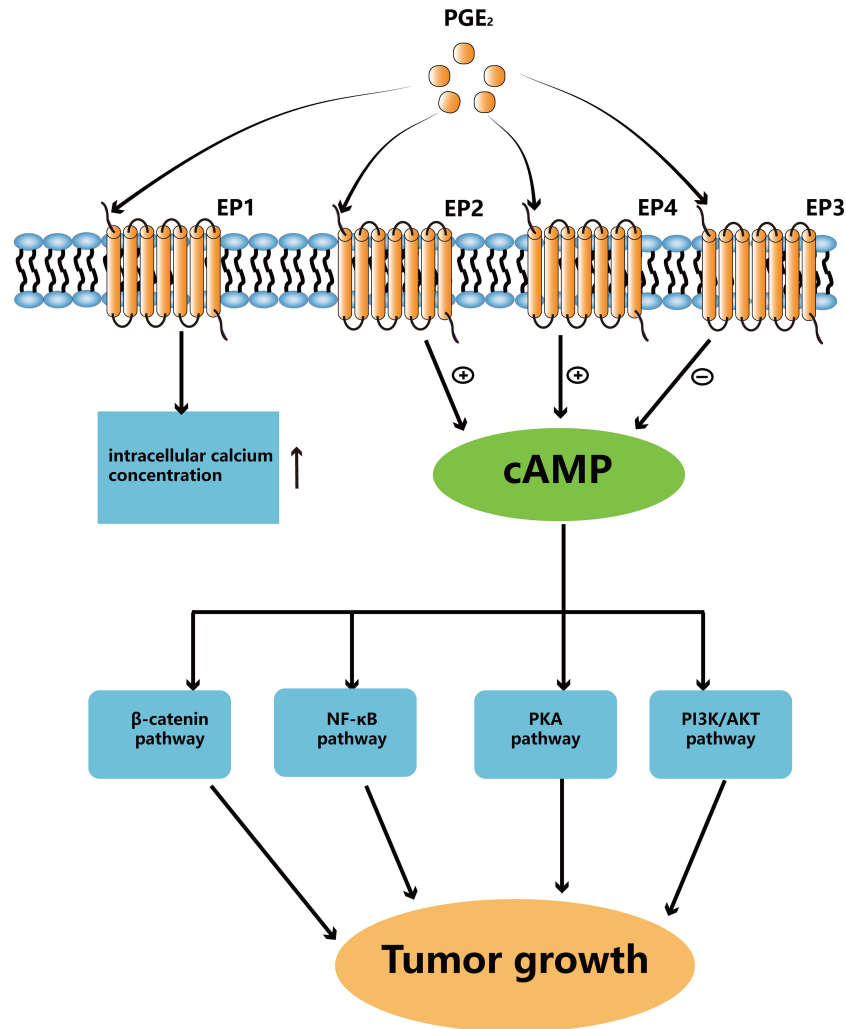 PGE₂
EP1
EP2
EP4
EP3
+
+
−
intracellular calcium
concentration
cAMP
β-catenin
pathway
NF-κB
pathway
PKA
pathway
PI3K/AKT
pathway
Tumor growth